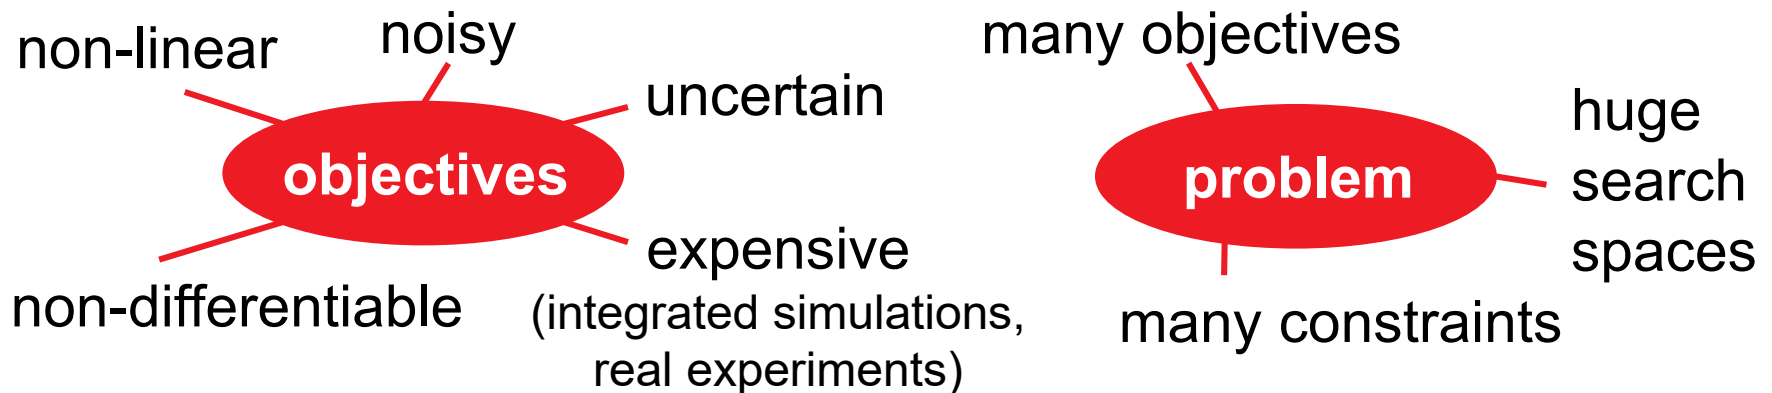 non-linear
noisy
uncertain
objectives
non-differentiable
expensive
(integrated simulations,
real experiments)
many objectives
huge
search
spaces
problem
many constraints